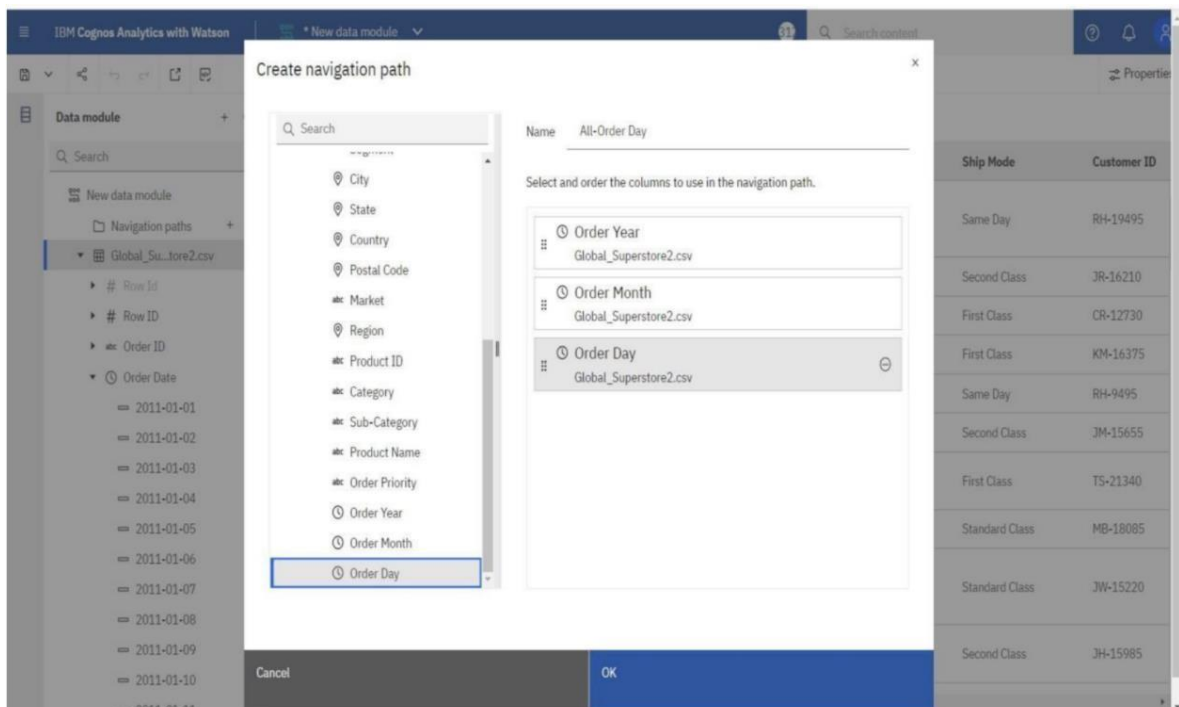 IBM Cognos Analytics with Watson
* New data module
Search content
Propertie
Data module
Search
New data module
Navigation paths
Global_Su...tore2.csv
# Row Id
# Row ID
abc Order ID
Order Date
2011-01-01
2011-01-02
2011-01-03
2011-01-04
2011-01-05
2011-01-06
2011-01-07
2011-01-08
2011-01-09
2011-01-10
Create navigation path
x
Search
City
State
Country
Postal Code
abc Market
Region
abc Product ID
abc Category
abc Sub-Category
abc Product Name
abc Order Priority
Order Year
Order Month
Order Day
Name All-Order Day
Select and order the columns to use in the navigation path.
Order Year
Global_Superstore2.csv
Order Month
Global_Superstore2.csv
Order Day
Global_Superstore2.csv
Cancel
OK
Ship Mode Customer ID
Same Day RH-19495
Second Class JR-16210
First Class CR-12730
First Class KM-16375
Same Day RH-9495
Second Class JM-15655
First Class TS-21340
Standard Class MB-18085
Standard Class JW-15220
Second Class JH-15985